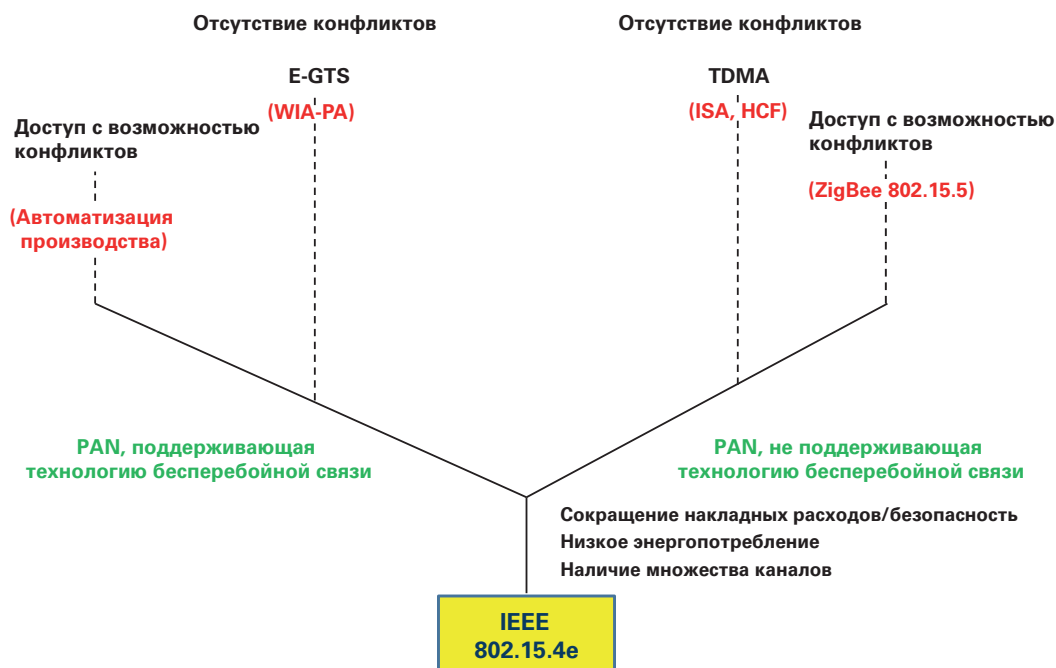 Отсутствие конфликтов
Отсутствие конфликтов
E-GTS
(WIA-PA)
TDMA
(ISA, HCF)
Доступ с возможностью
конфликтов
(Автоматизация
производства)
Доступ с возможностью
конфликтов
(ZigBee 802.15.5)
PAN, поддерживающая
технологию бесперебойной связи
PAN, не поддерживающая
технологию бесперебойной связи
Сокращение накладных расходов/безопасность
Низкое энергопотребление
Наличие множества каналов
IEEE
802.15.4e